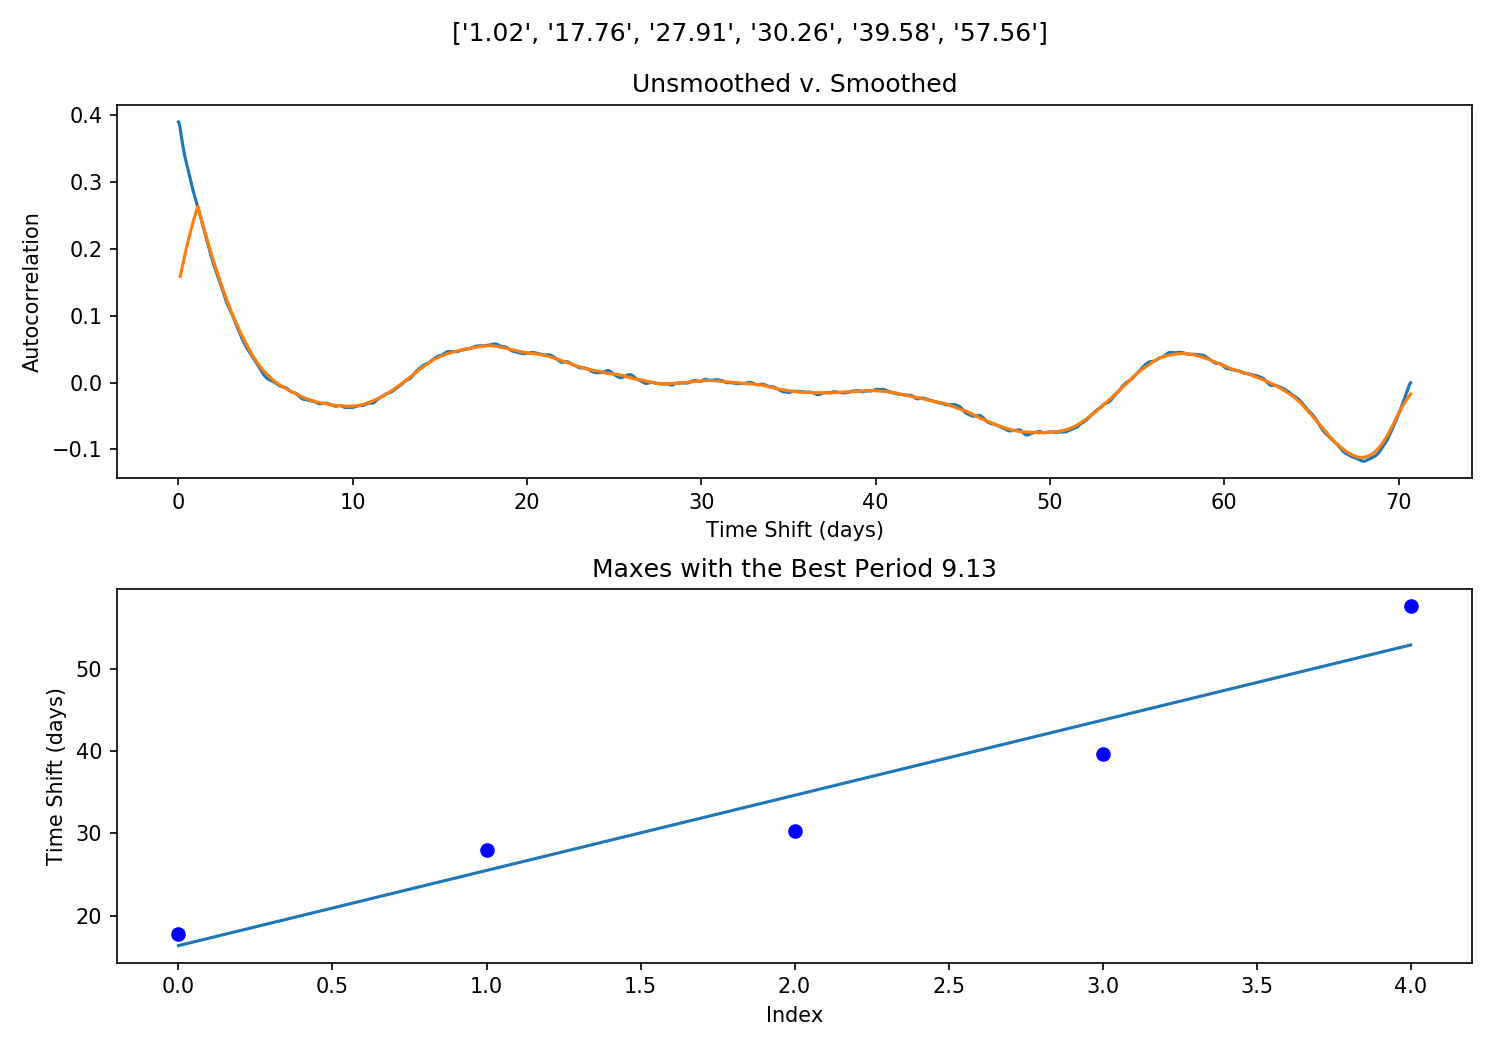 ['1.02', '17.76', '27.91', '30.26', '39.58', '57.56']
Unsmoothed v. Smoothed
Autocorrelation
0.4
0.3
0.2
0.1
0.0
−0.1
0 10 20 30 40 50 60 70
Time Shift (days)
Maxes with the Best Period 9.13
Time Shift (days)
50
40
30
20
0.0 0.5 1.0 1.5 2.0 2.5 3.0 3.5 4.0
Index